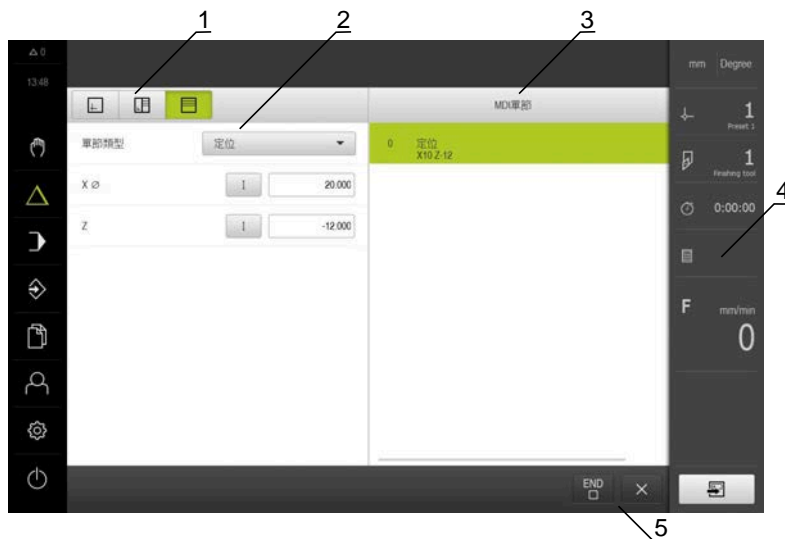 1
2
3
△ 0
13:48
mm Degree
MDI單節
1
Preset 1
單節類型
定位
0 定位
X10 Z-12
1
Finishing tool
X ⌀
I
20.000
4
0:00:00
Z
I
-12.000
F mm/min
0
END
5